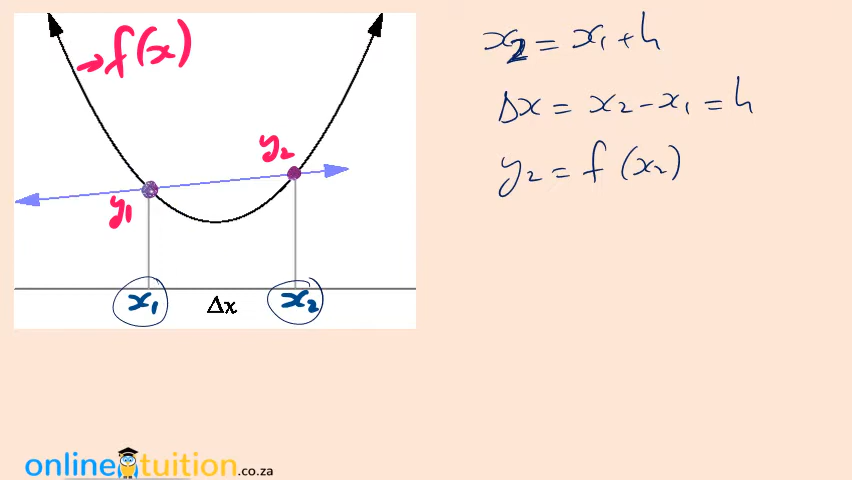 → f(x)
x₂ = x₁ + h
Δx = x₂ - x₁ = h
y₂ = f(x₂)
y₂
y₁
x₁ Δx x₂
onlinetuition.co.za